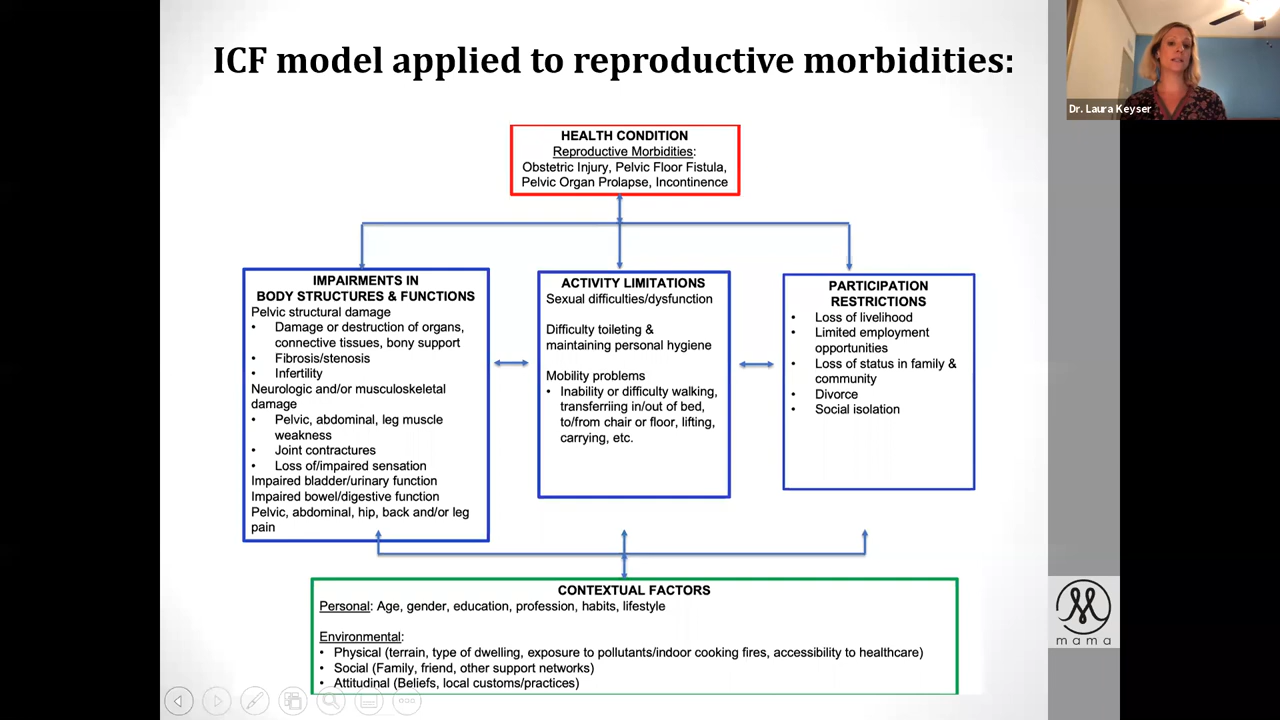 ICF model applied to reproductive morbidities:
Dr. Laura Keyser
HEALTH CONDITION
Reproductive Morbidities:
Obstetric Injury, Pelvic Floor Fistula,
Pelvic Organ Prolapse, Incontinence
IMPAIRMENTS IN
BODY STRUCTURES & FUNCTIONS
Pelvic structural damage
• Damage or destruction of organs,
connective tissues, bony support
• Fibrosis/stenosis
• Infertility
Neurologic and/or musculoskeletal
damage
• Pelvic, abdominal, leg muscle
weakness
• Joint contractures
• Loss of/impaired sensation
Impaired bladder/urinary function
Impaired bowel/digestive function
Pelvic, abdominal, hip, back and/or leg
pain
ACTIVITY LIMITATIONS
Sexual difficulties/dysfunction
Difficulty toileting &
maintaining personal hygiene
Mobility problems
• Inability or difficulty walking,
transferriing in/out of bed,
to/from chair or floor, lifting,
carrying, etc.
PARTICIPATION
RESTRICTIONS
• Loss of livelihood
• Limited employment
opportunities
• Loss of status in family &
community
• Divorce
• Social isolation
CONTEXTUAL FACTORS
Personal: Age, gender, education, profession, habits, lifestyle
Environmental:
• Physical (terrain, type of dwelling, exposure to pollutants/indoor cooking fires, accessibility to healthcare)
• Social (Family, friend, other support networks)
• Attitudinal (Beliefs, local customs/practices)
mama